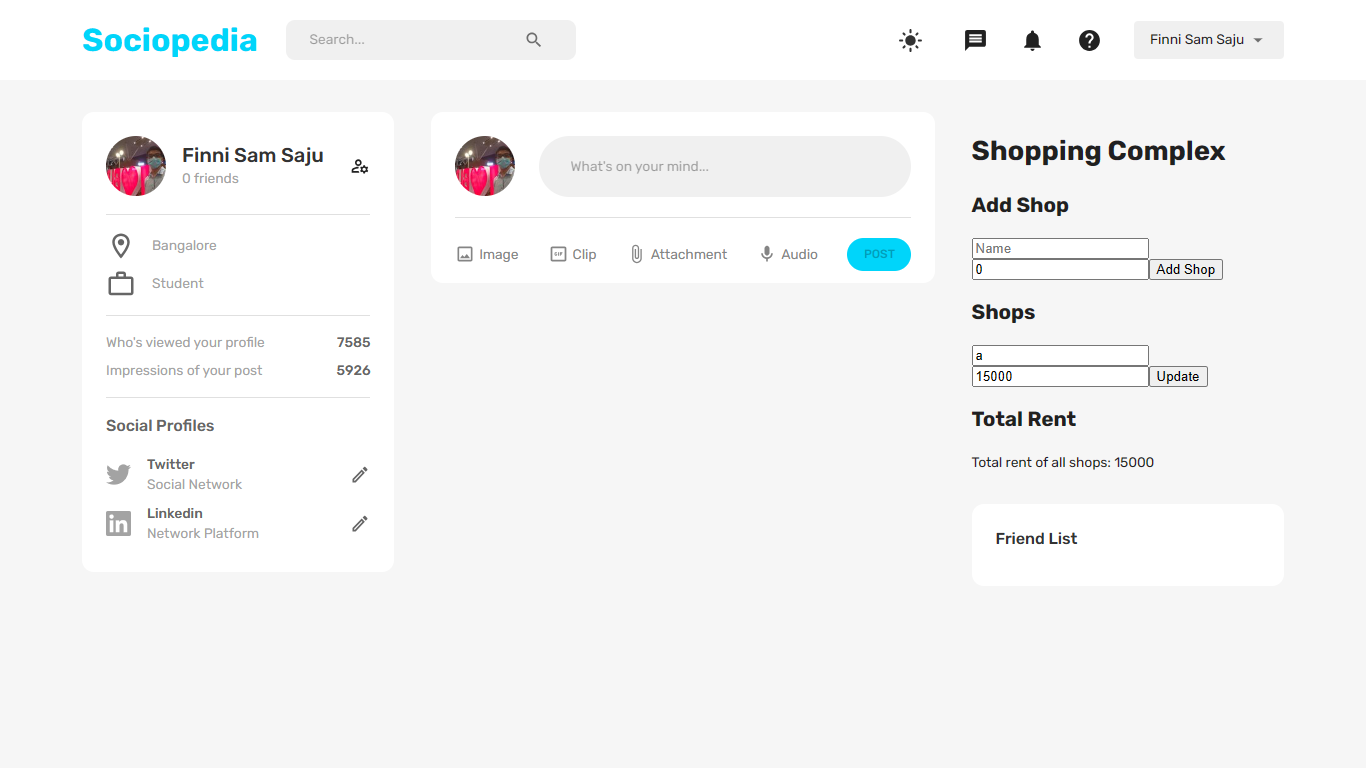 Sociopedia
Search...
Finni Sam Saju
Finni Sam Saju
0 friends
Bangalore
Student
Who's viewed your profile 7585
Impressions of your post 5926
Social Profiles
Twitter
Social Network
Linkedin
Network Platform
What's on your mind...
Image GIF Clip Attachment Audio POST
Shopping Complex
Add Shop
Name
0 Add Shop
Shops
a
15000 Update
Total Rent
Total rent of all shops: 15000
Friend List